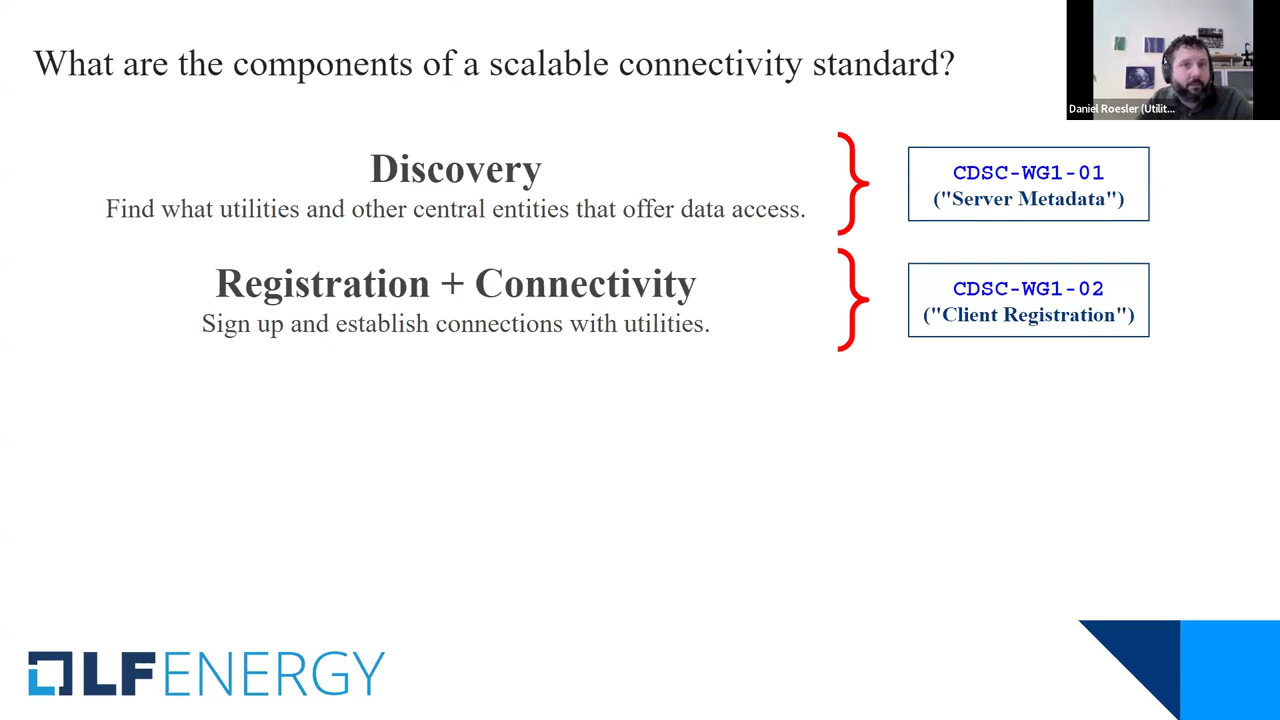 What are the components of a scalable connectivity standard?
Daniel Roesler (Utilit...
Discovery
Find what utilities and other central entities that offer data access.
CDSC-WG1-01
("Server Metadata")
Registration + Connectivity
Sign up and establish connections with utilities.
CDSC-WG1-02
("Client Registration")
LFENERGY